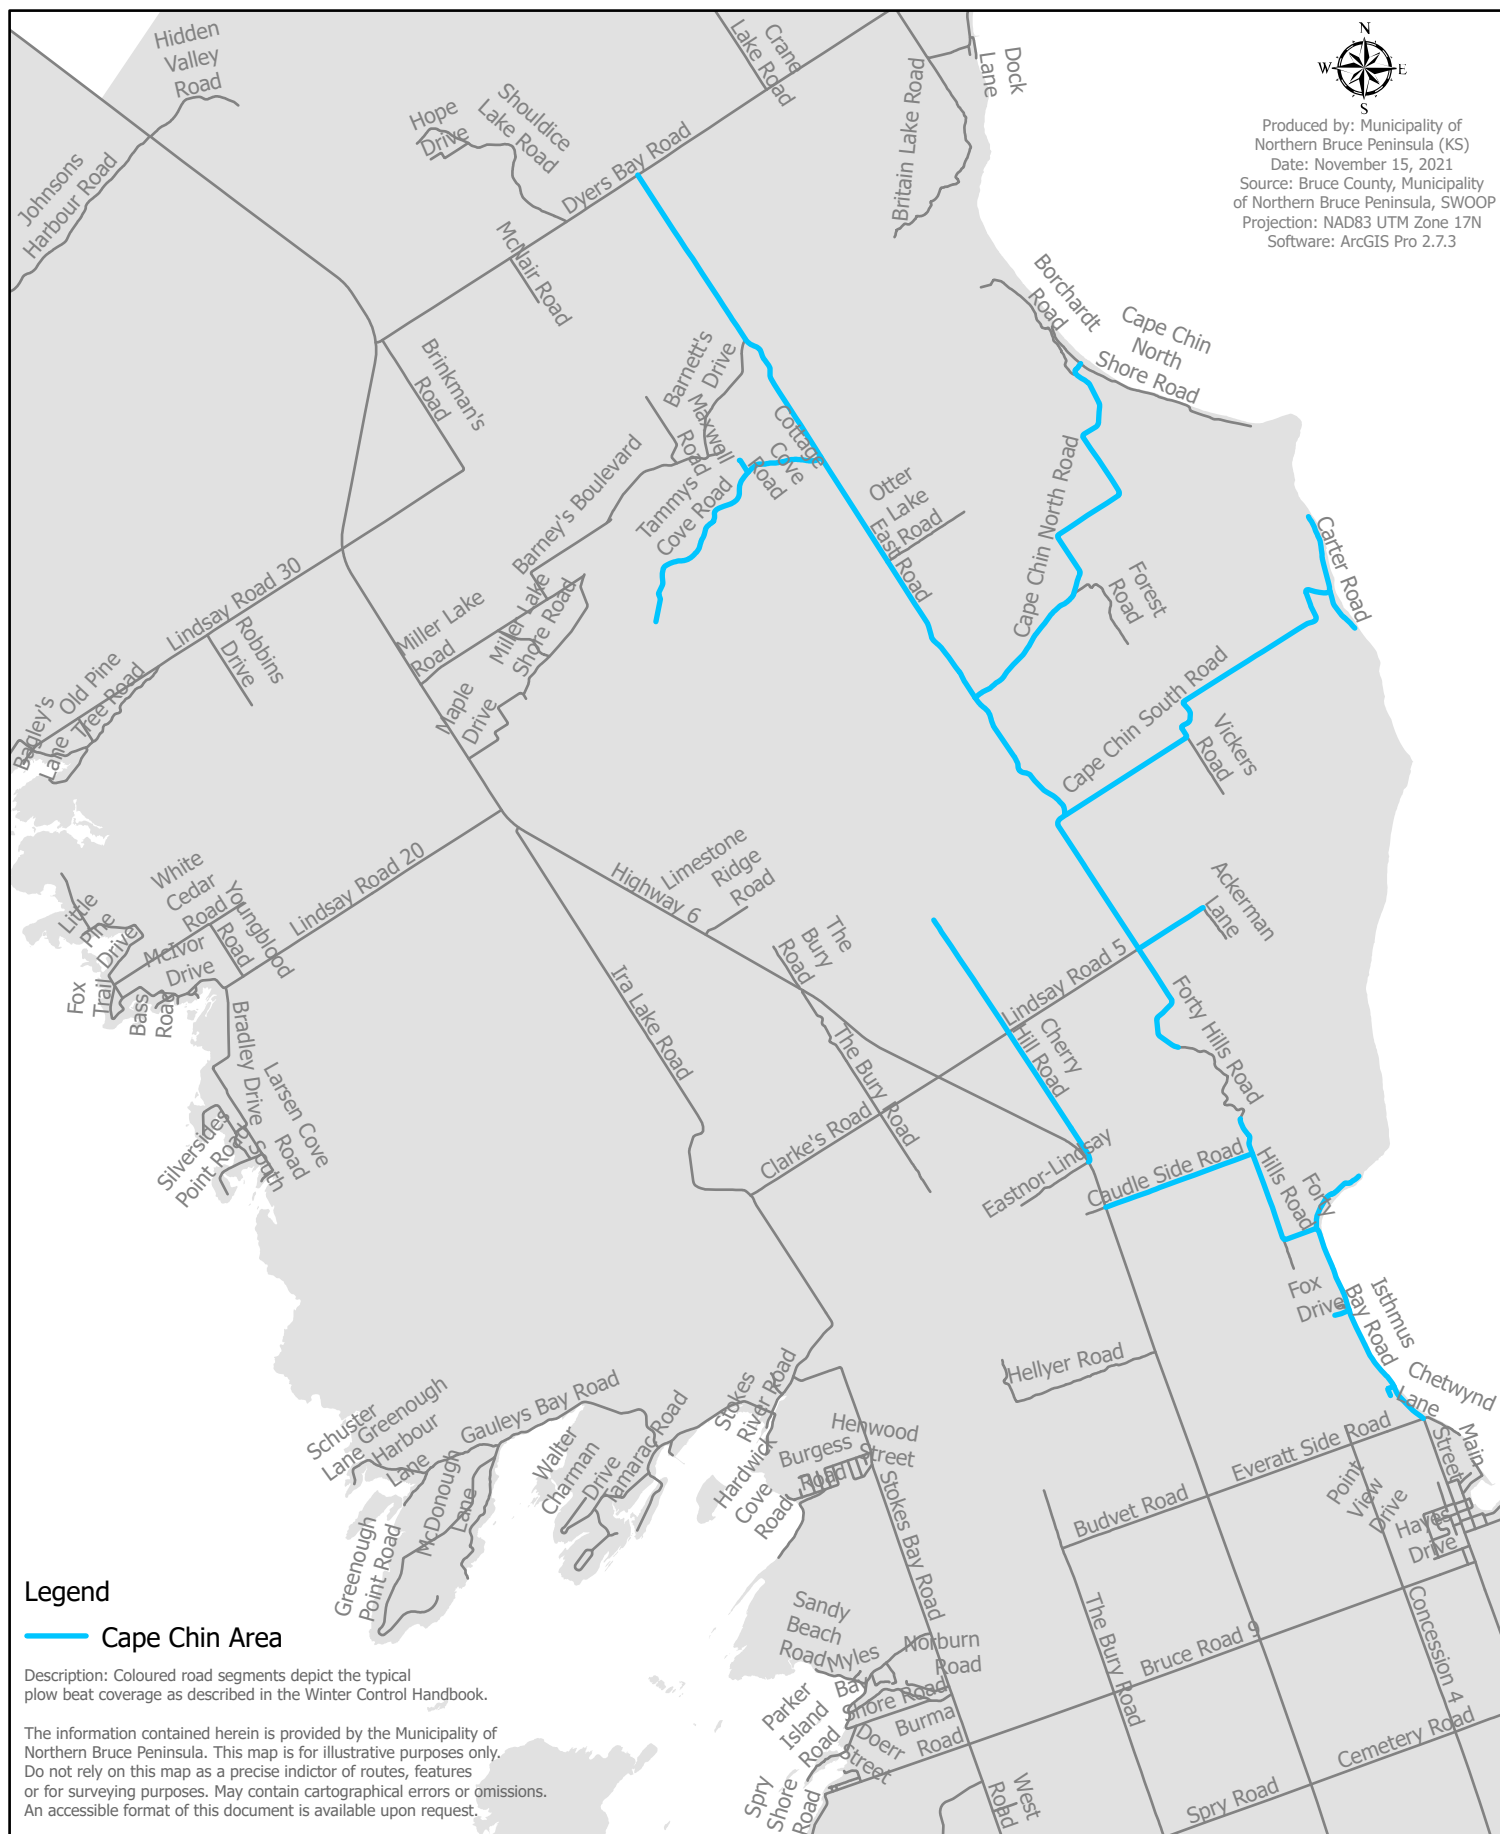 Hidden
Valley
Road
Johnsons
Harbour Road
Hope
Drive
Shouldice
Lake Road
Crane
Lake Road
Dyers Bay Road
McNair Road
Britain Lake Road
Dock
Lane
N
W E
S
Produced by: Municipality of
Northern Bruce Peninsula (KS)
Date: November 15, 2021
Source: Bruce County, Municipality
of Northern Bruce Peninsula, SWOOP
Projection: NAD83 UTM Zone 17N
Software: ArcGIS Pro 2.7.3
Borchardt
Road
Cape Chin
North
Shore Road
Brinkman's
Road
Barnett's
Drive
Maxwell
Road
Cottage
Cove
Road
Barney's Boulevard
Tammys
Cove Road
Otter
Lake
Road
East Road
Cape Chin North Road
Forest
Road
Carter Road
Lindsay Road 30
Robbins
Drive
Miller Lake
Road
Miller Lake
Shore Road
Maple
Drive
Old Pine
Tree Road
Bagley's
Lane
Cape Chin South Road
Vickers
Road
Lindsay Road 20
White
Cedar
Road
Youngblood
Road
Little
Pine
Drive
McIvor
Drive
Fox
Trail
Bass
Road
Highway 6
Limestone
Ridge
Road
The
Bury
Road
Ira Lake Road
The Bury Road
Lindsay Road 5
Cherry
Hill Road
Ackerman
Lane
Forty Hills Road
Bradley Drive
Larsen Cove
Road
Silversides
Point Road
South
Clarke's Road
Eastnor-Lindsay
Caudle Side Road
Forty
Hills Road
Fox
Drive
Isthmus
Bay Road
Chetwynd
Lane
Hellyer Road
Everatt Side Road
Main
Street
Point
View
Drive
Hayes
Drive
Budvet Road
Schuster
Lane
Greenough
Harbour
Lane
Gauleys Bay Road
McDonough
Lane
Greenough
Point Road
Walter
Charman
Drive
Tamarac Road
Stokes
River Road
Hardwick
Cove
Road
Burgess
Road
Henwood
Street
Stokes Bay Road
Sandy
Beach
Road
Myles
Bay
Shore Road
Norburn
Road
Parker
Island
Road
Burma
Road
Doerr
Street
Spry
Shore
Road
West
Road
The Bury Road
Bruce Road 9
Concession 4
Cemetery Road
Spry Road
Legend
Cape Chin Area
Description: Coloured road segments depict the typical
plow beat coverage as described in the Winter Control Handbook.
The information contained herein is provided by the Municipality of
Northern Bruce Peninsula. This map is for illustrative purposes only.
Do not rely on this map as a precise indictor of routes, features
or for surveying purposes. May contain cartographical errors or omissions.
An accessible format of this document is available upon request.